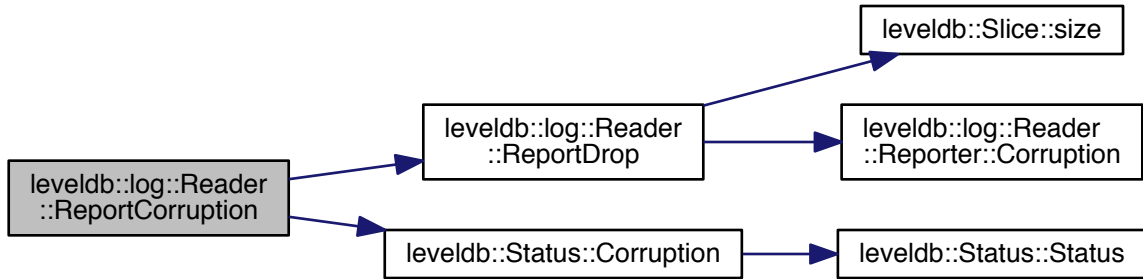 leveldb::log::Reader
::ReportCorruption
leveldb::log::Reader
::ReportDrop
leveldb::Slice::size
leveldb::log::Reader
::Reporter::Corruption
leveldb::Status::Corruption
leveldb::Status::Status